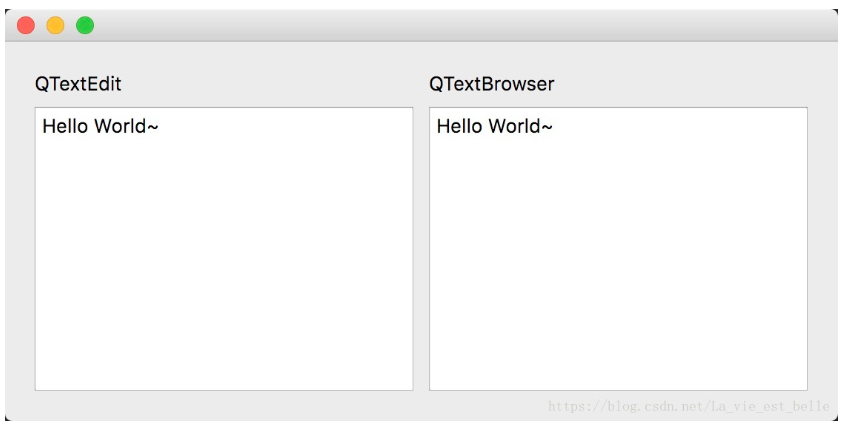 QTextEdit
QTextBrowser
Hello World~
Hello World~
https://blog.csdn.net/La_vie_est_belle